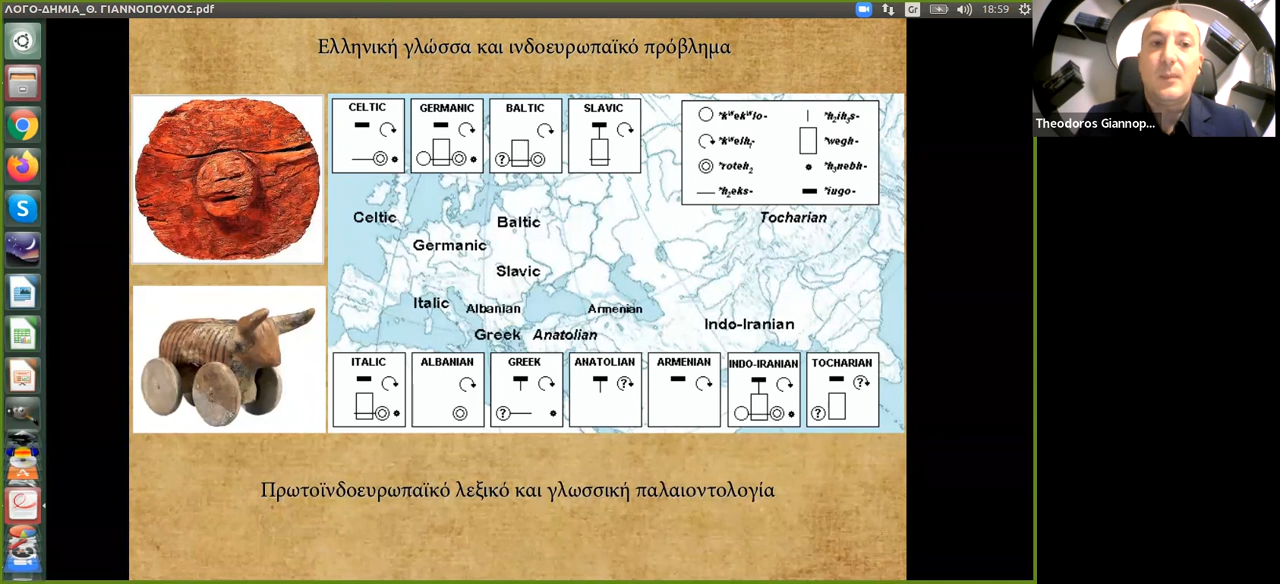 ΛΟΓΟ-ΔΗΜΙΑ_Θ. ΓΙΑΝΝΟΠΟΥΛΟΣ.pdf
Gr
18:59
Theodoros Giannop...
Ελληνική γλώσσα και ινδοευρωπαϊκό πρόβλημα
CELTIC
GERMANIC
BALTIC
SLAVIC
?
*kʷekʷlo-
*kʷelh₁-
*roteh₂
*h₂eks-
*h₂ih₃s-
*wegh-
*h₃nebh-
*iugo-
Celtic
Germanic
Baltic
Slavic
Italic
Albanian
Greek
Anatolian
Armenian
Indo-Iranian
Tocharian
ITALIC
ALBANIAN
GREEK
?
ANATOLIAN
?
ARMENIAN
INDO-IRANIAN
TOCHARIAN
?
?
Πρωτοϊνδοευρωπαϊκό λεξικό και γλωσσική παλαιοντολογία